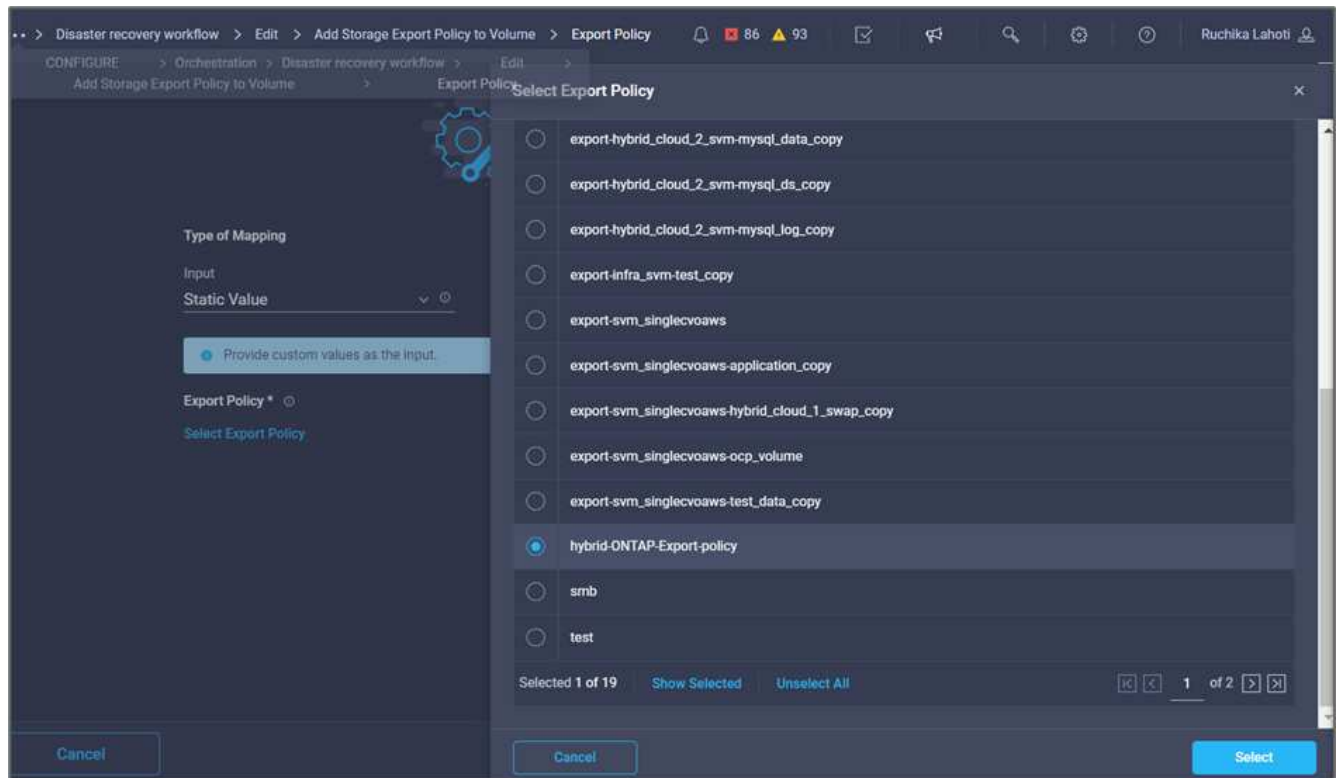 •• > Disaster recovery workflow > Edit > Add Storage Export Policy to Volume > Export Policy 86 93 Ruchika Lahoti
CONFIGURE > Orchestration > Disaster recovery workflow > Edit >
Add Storage Export Policy to Volume > Export Policy
Select Export Policy
export-hybrid_cloud_2_svm-mysql_data_copy
export-hybrid_cloud_2_svm-mysql_ds_copy
export-hybrid_cloud_2_svm-mysql_log_copy
export-infra_svm-test_copy
export-svm_singlecvoaws
export-svm_singlecvoaws-application_copy
export-svm_singlecvoaws-hybrid_cloud_1_swap_copy
export-svm_singlecvoaws-ocp_volume
export-svm_singlecvoaws-test_data_copy
hybrid-ONTAP-Export-policy
smb
test
Selected 1 of 19 Show Selected Unselect All 1 of 2
Cancel Select
Type of Mapping
Input
Static Value
Provide custom values as the input.
Export Policy *
Select Export Policy
Cancel